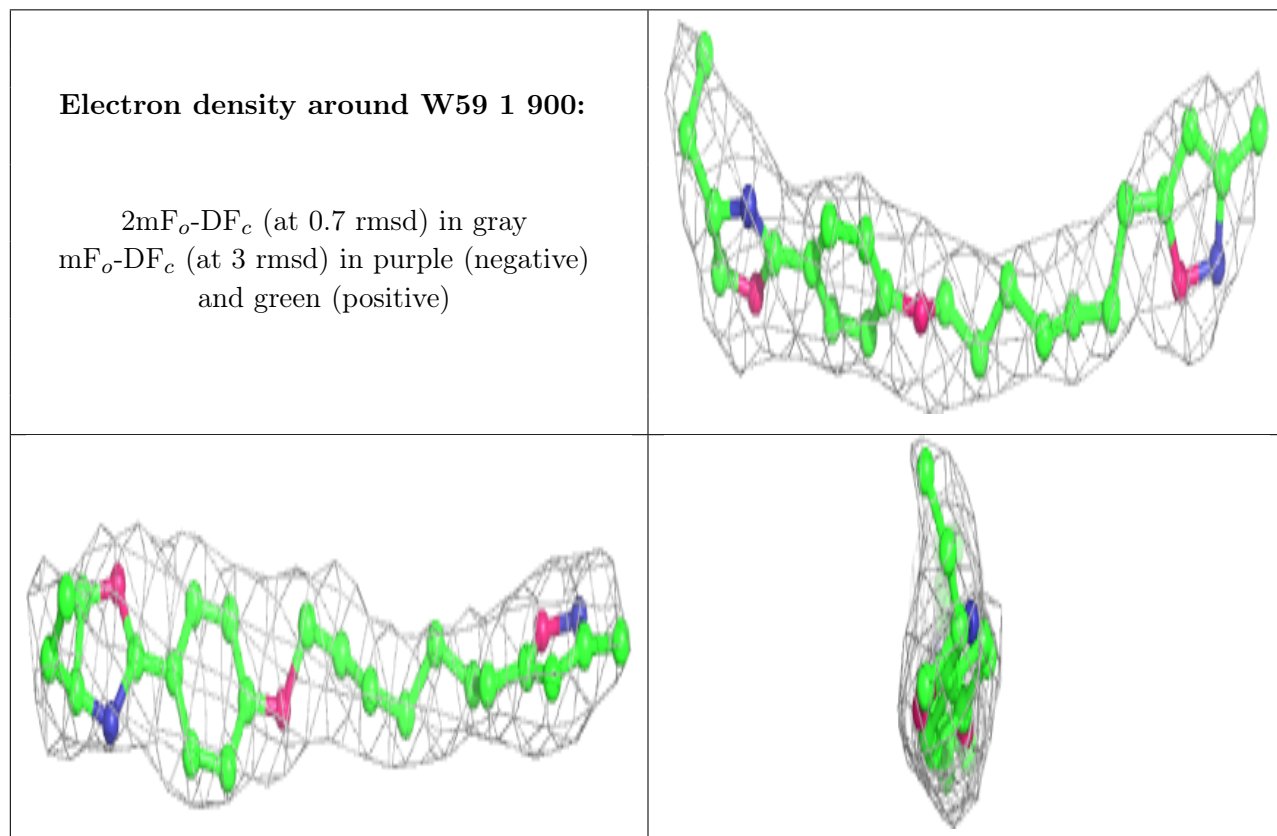 Electron density around W59 1 900:
2mFo-DFc (at 0.7 rmsd) in gray
mFo-DFc (at 3 rmsd) in purple (negative)
and green (positive)